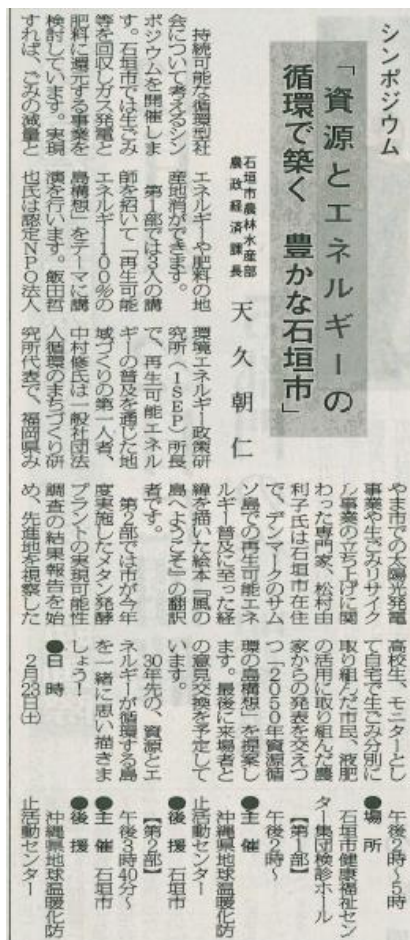 シンポジウム
「資源とエネルギーの
循環で築く 豊かな石垣市」
石垣市農林水産部
農政経済課長
天久朝仁
持続可能な循環型社
会について考えるシン
ポジウムを開催しま
す。石垣市では生ごみ
等を回収しガス発電と
肥料に還元する事業を
検討しています。実現
すれば、ごみの減量と
エネルギーや肥料の地
産地消ができます。
第1部では3人の講
師を招いて「再生可能
エネルギー100%の
島構想」をテーマに講
演を行います。飯田哲
也氏は認定NPO法人
環境エネルギー政策研
究所（ISEP）所長
で、再生可能エネル
ギーの普及を通した地
域づくりの第一人者、
中村修氏は一般社団法
人循環のまちづくり研
究所代表で、福岡県み
やま市での太陽光発電
事業や生ごみリサイク
ル事業の立ち上げに関
わった専門家、松村由
利子氏は石垣市在住
で、デンマークのサム
ソ島での再生可能エネ
ルギー普及に至った経
緯を描いた絵本『風の
島へようこそ』の翻訳
者です。
第2部では市が今年
度実施したメタン発酵
プラントの実現可能性
調査の結果報告を始
め、先進地を視察した
高校生、モニターとし
て自宅で生ごみ分別に
取り組んだ市民、液肥
の活用に取り組んだ農
家からの発表を交えつ
つ「2050年資源循
環の島構想」を提案し
ます。最後に来場者と
の意見交換を予定して
います。
30年先の、資源とエ
ネルギーが循環する島
を一緒に思い描きま
しょう！
●日時
2月23日(土)
午後2時〜5時
●場所
石垣市健康福祉セン
ター集団検診ホール
【第1部】
午後2時〜
●主催
沖縄県地球温暖化防
止活動センター
●後援 石垣市
【第2部】
午後3時40分〜
●主催 石垣市
●後援
沖縄県地球温暖化防
止活動センター